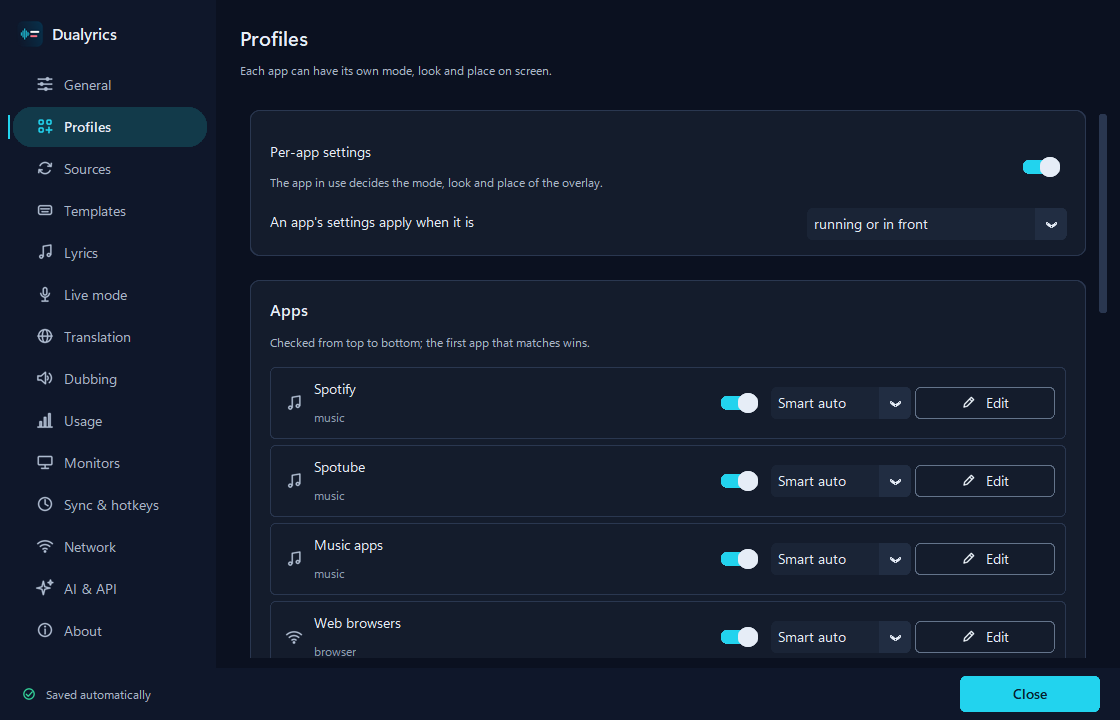 Dualyrics
General
Profiles
Sources
Templates
Lyrics
Live mode
Translation
Dubbing
Usage
Monitors
Sync & hotkeys
Network
AI & API
About
Saved automatically
Profiles
Each app can have its own mode, look and place on screen.
Per-app settings
The app in use decides the mode, look and place of the overlay.
An app's settings apply when it is
running or in front
Apps
Checked from top to bottom; the first app that matches wins.
Spotify
music
Smart auto
Edit
Spotube
music
Smart auto
Edit
Music apps
music
Smart auto
Edit
Web browsers
browser
Smart auto
Edit
Close